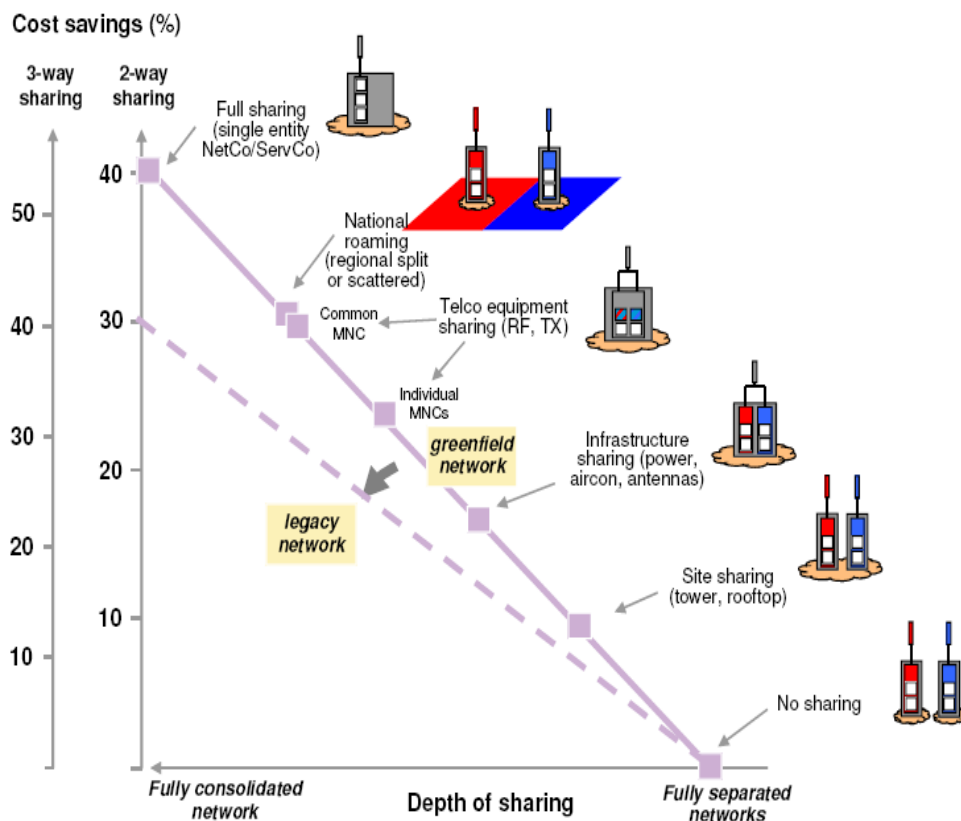 Cost savings (%)
3-way
sharing
2-way
sharing
Full sharing
(single entity
NetCo/ServCo)
40
50
National
roaming
(regional split
or scattered)
Common
MNC
Telco equipment
sharing (RF, TX)
30
40
Individual
MNCs
greenfield
network
Infrastructure
sharing (power,
aircon, antennas)
30
20
legacy
network
20
Site sharing
(tower, rooftop)
10
10
No sharing
0
0
Fully consolidated
network
Depth of sharing
Fully separated
networks